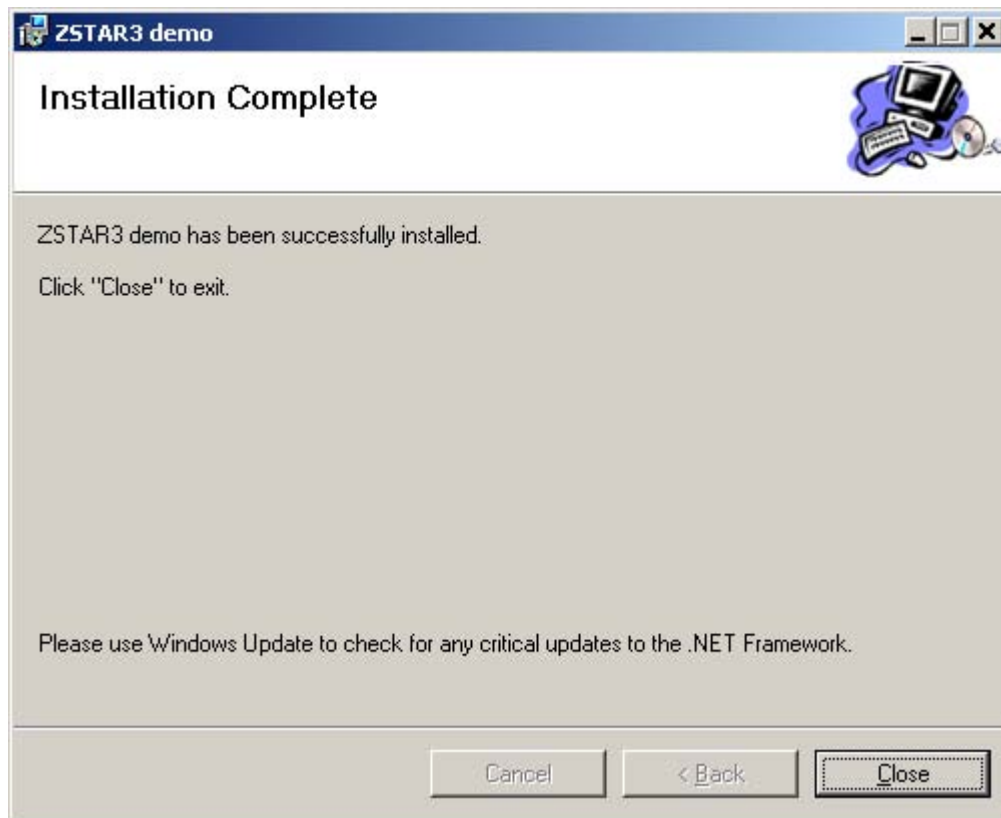 ZSTAR3 demo
Installation Complete
ZSTAR3 demo has been successfully installed.
Click "Close" to exit.
Please use Windows Update to check for any critical updates to the .NET Framework.
Cancel
< Back
Close